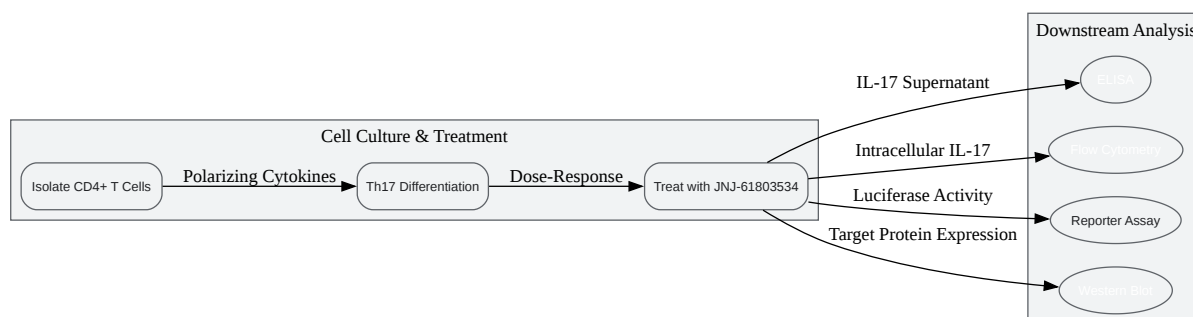 Downstream Analysis
ELISA
IL-17 Supernatant
Cell Culture & Treatment
Flow Cytometry
Intracellular IL-17
Isolate CD4+ T Cells
Polarizing Cytokines
Th17 Differentiation
Dose-Response
Treat with JNJ-61803534
Luciferase Activity
Reporter Assay
Target Protein Expression
Western Blot